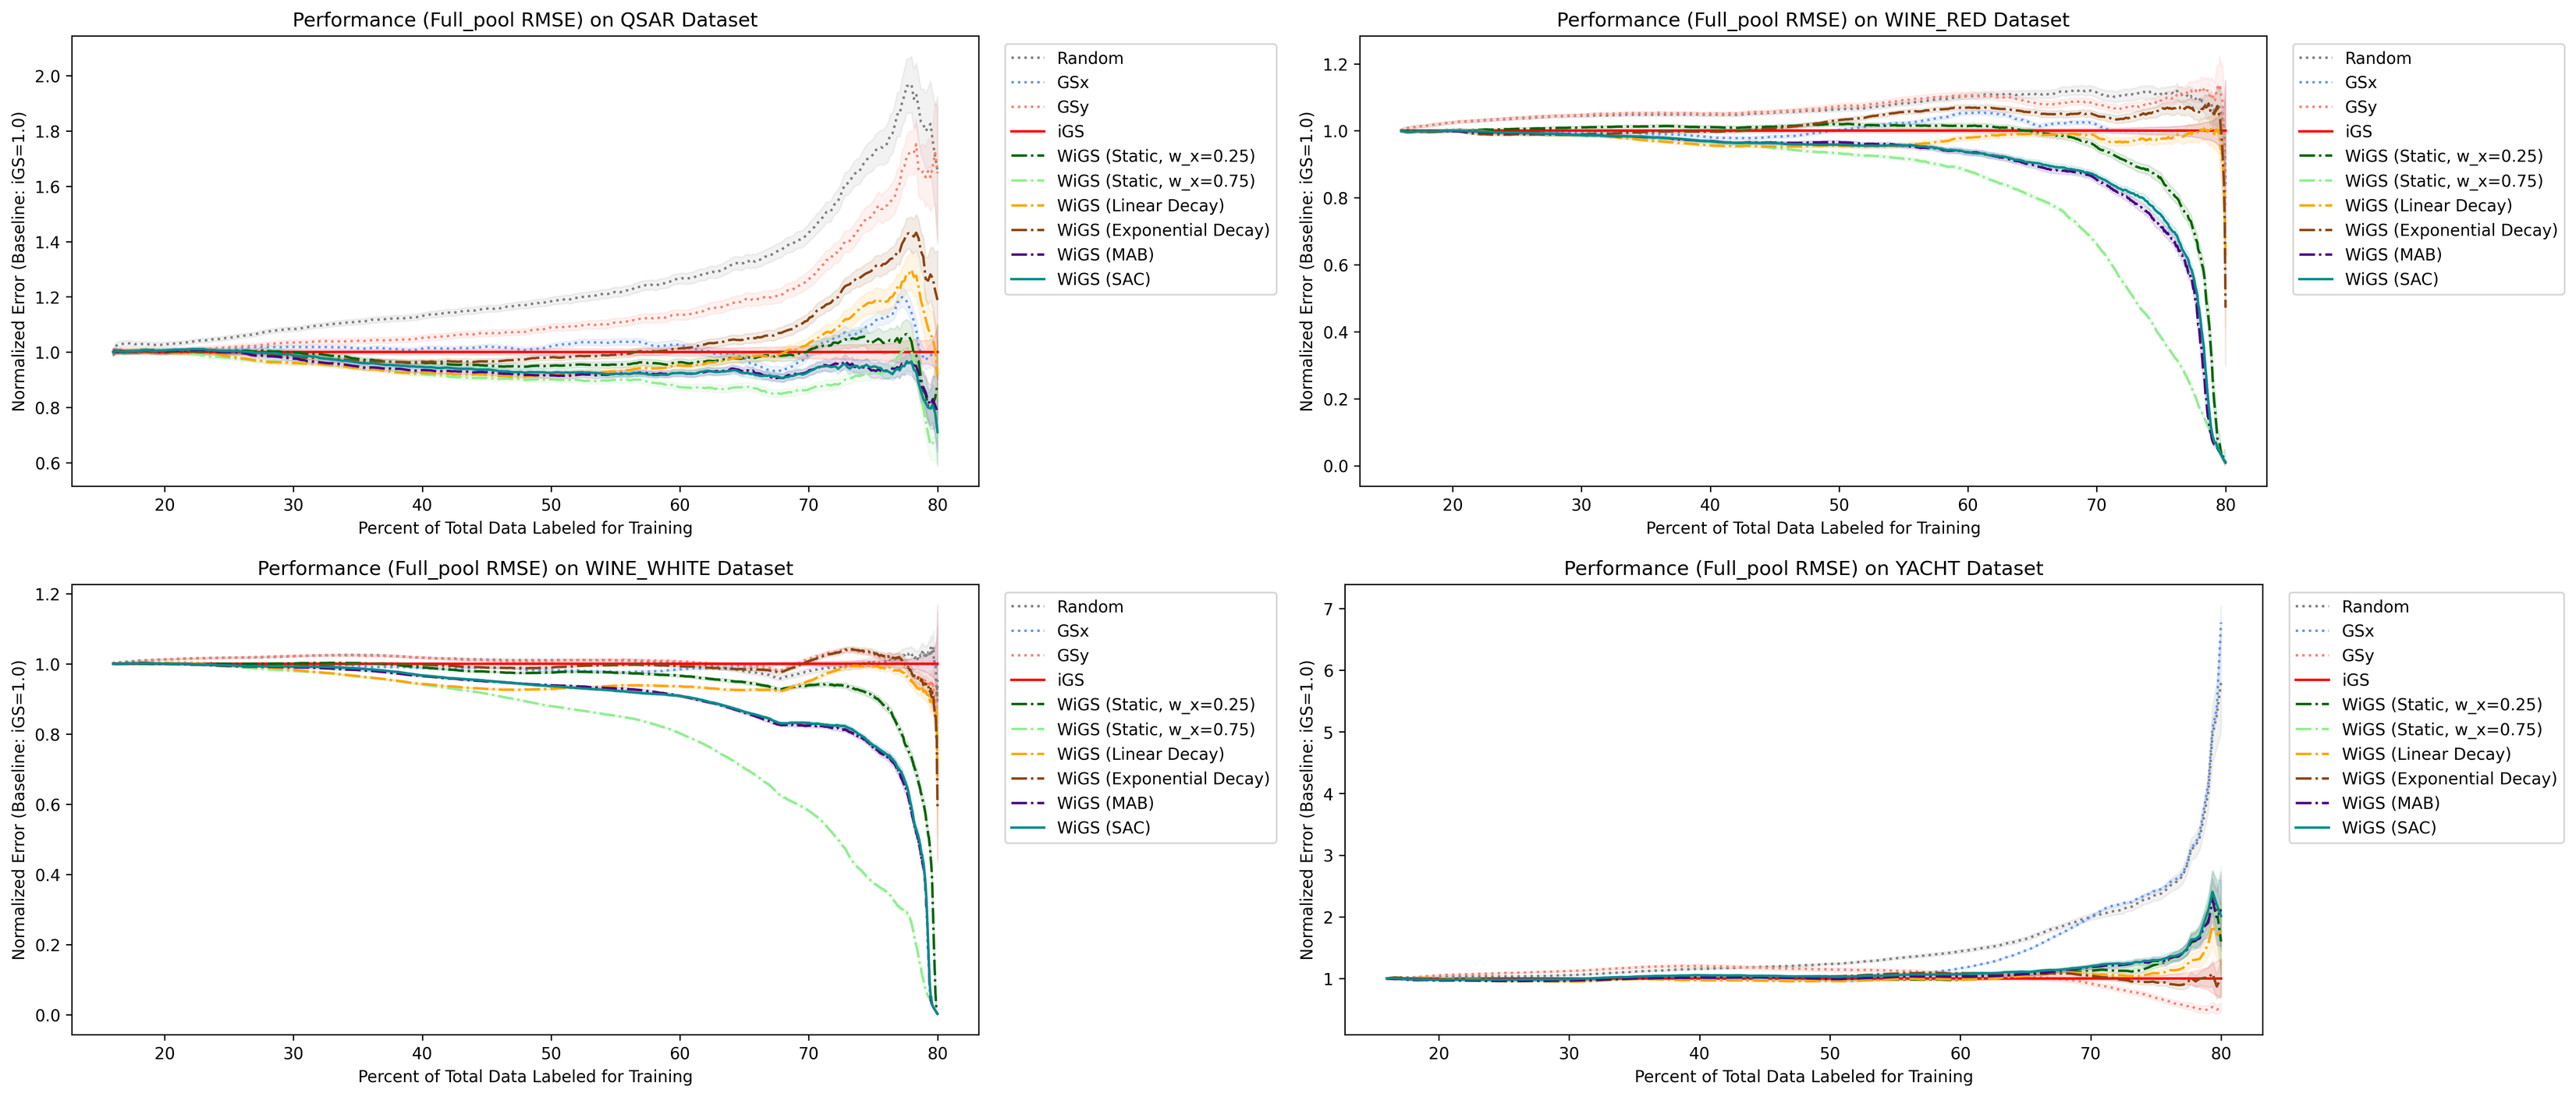 Performance (Full_pool RMSE) on QSAR Dataset
Normalized Error (Baseline: iGS=1.0)
2.0
1.8
1.6
1.4
1.2
1.0
0.8
0.6
20 30 40 50 60 70 80
Percent of Total Data Labeled for Training
Random
GSx
GSy
iGS
WiGS (Static, w_x=0.25)
WiGS (Static, w_x=0.75)
WiGS (Linear Decay)
WiGS (Exponential Decay)
WiGS (MAB)
WiGS (SAC)
Performance (Full_pool RMSE) on WINE_RED Dataset
Normalized Error (Baseline: iGS=1.0)
1.2
1.0
0.8
0.6
0.4
0.2
0.0
20 30 40 50 60 70 80
Percent of Total Data Labeled for Training
Random
GSx
GSy
iGS
WiGS (Static, w_x=0.25)
WiGS (Static, w_x=0.75)
WiGS (Linear Decay)
WiGS (Exponential Decay)
WiGS (MAB)
WiGS (SAC)
Performance (Full_pool RMSE) on WINE_WHITE Dataset
Normalized Error (Baseline: iGS=1.0)
1.2
1.0
0.8
0.6
0.4
0.2
0.0
20 30 40 50 60 70 80
Percent of Total Data Labeled for Training
Random
GSx
GSy
iGS
WiGS (Static, w_x=0.25)
WiGS (Static, w_x=0.75)
WiGS (Linear Decay)
WiGS (Exponential Decay)
WiGS (MAB)
WiGS (SAC)
Performance (Full_pool RMSE) on YACHT Dataset
Normalized Error (Baseline: iGS=1.0)
7
6
5
4
3
2
1
20 30 40 50 60 70 80
Percent of Total Data Labeled for Training
Random
GSx
GSy
iGS
WiGS (Static, w_x=0.25)
WiGS (Static, w_x=0.75)
WiGS (Linear Decay)
WiGS (Exponential Decay)
WiGS (MAB)
WiGS (SAC)